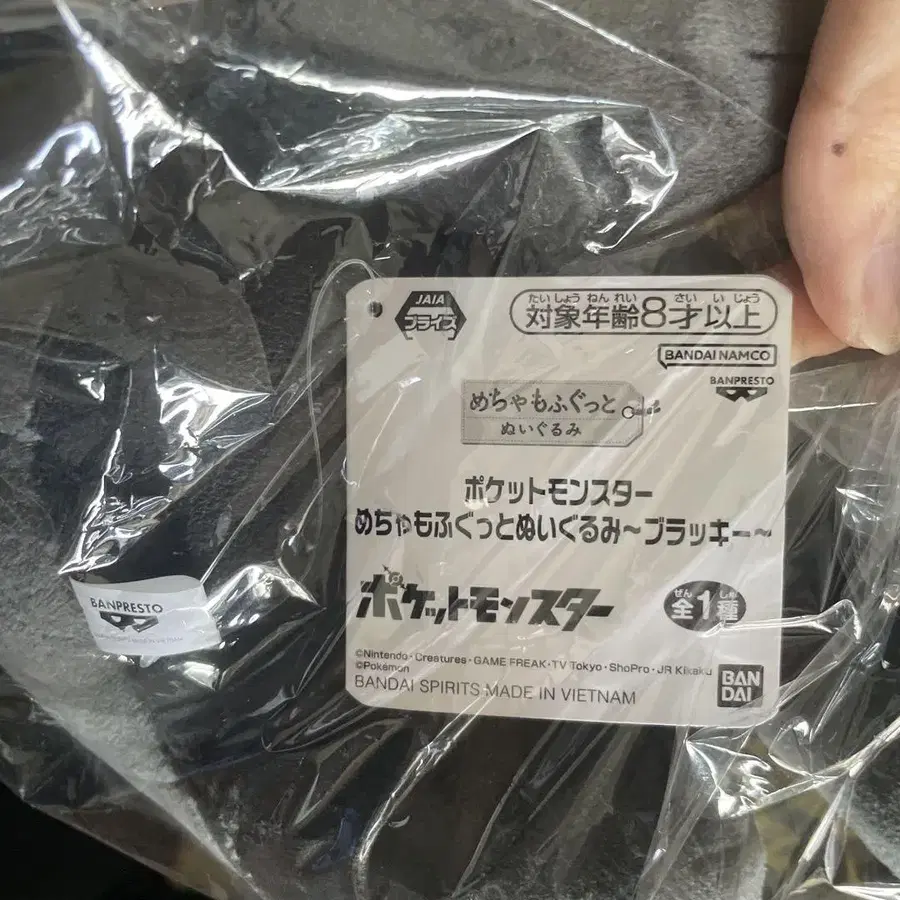 JAIA
プライズ
たいしょうねんれい さいいじょう
対象年齢8才以上
BANDAI NAMCO
BANPRESTO
めちゃもふぐっと
ぬいぐるみ
ポケットモンスター
めちゃもふぐっとぬいぐるみ～ブラッキー～
ポケットモンスター
ぜん しゅ
全1種
©Nintendo・Creatures・GAME FREAK・TV Tokyo・ShoPro・JR Kikaku
©Pokémon
BANDAI SPIRITS MADE IN VIETNAM
BAN
DAI
BANPRESTO